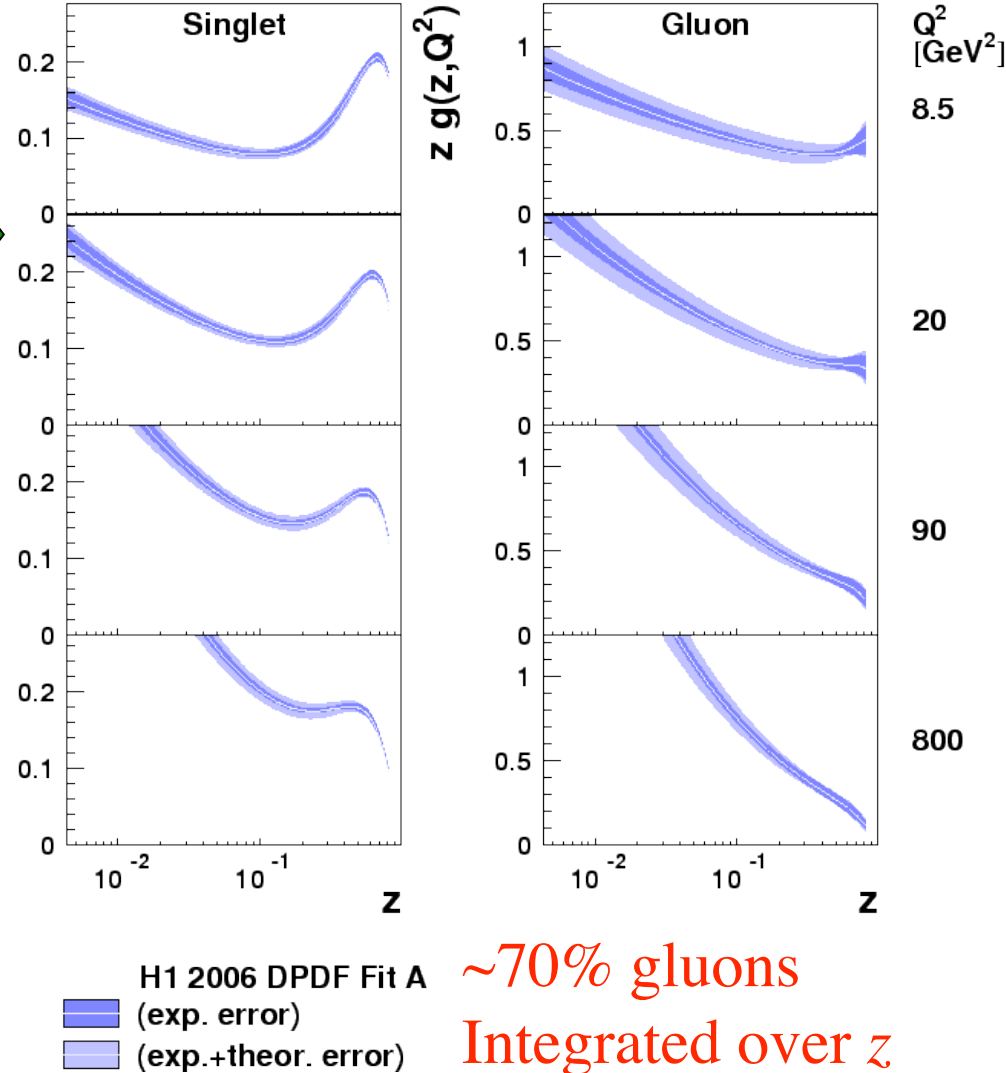 Singlet
z g(z,Q²)
Gluon
Q²
[GeV²]
0.2
0.1
0
1
0.5
0
8.5
0.2
0.1
0
1
0.5
0
20
0.2
0.1
0
1
0.5
0
90
0.2
0.1
0
1
0.5
0
800
10⁻² 10⁻¹
z
10⁻² 10⁻¹
z
H1 2006 DPDF Fit A
(exp. error)
(exp.+theor. error)
~70% gluons
Integrated over z